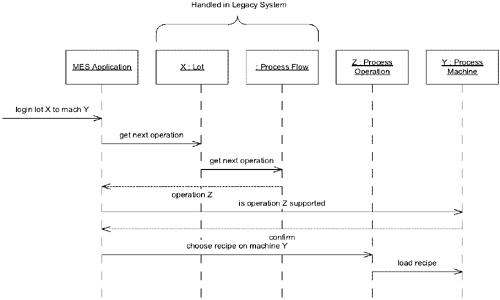 Handled in Legacy System
MES Application
X : Lot
: Process Flow
Z : Process
Operation
Y : Process
Machine
login lot X to mach Y
get next operation
get next operation
operation Z
is operation Z supported
confirm
choose recipe on machine Y
load recipe